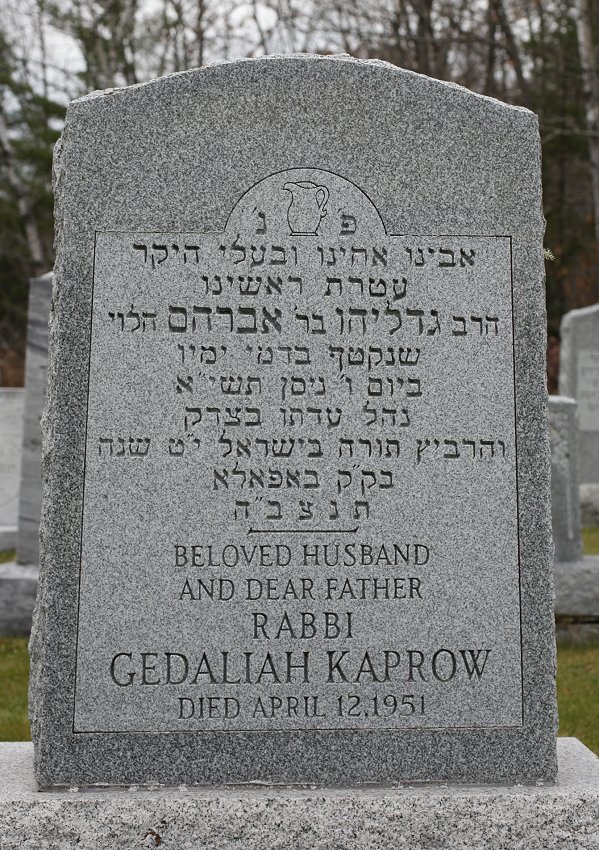 פ נ
אבינו אחינו ובעלי היקר
עטרת ראשינו
הרב גדליהו בר׳ אברהם הלוי
שנקטף בדמי ימיו
ביום ו׳ ניסן תשי״א
נהל עדתו בצדק
והרביץ תורה בישראל י״ט שנה
בק״ק באפאלא
ת נ צ ב״ה
BELOVED HUSBAND
AND DEAR FATHER
RABBI
GEDALIAH KAPROW
DIED APRIL 12, 1951